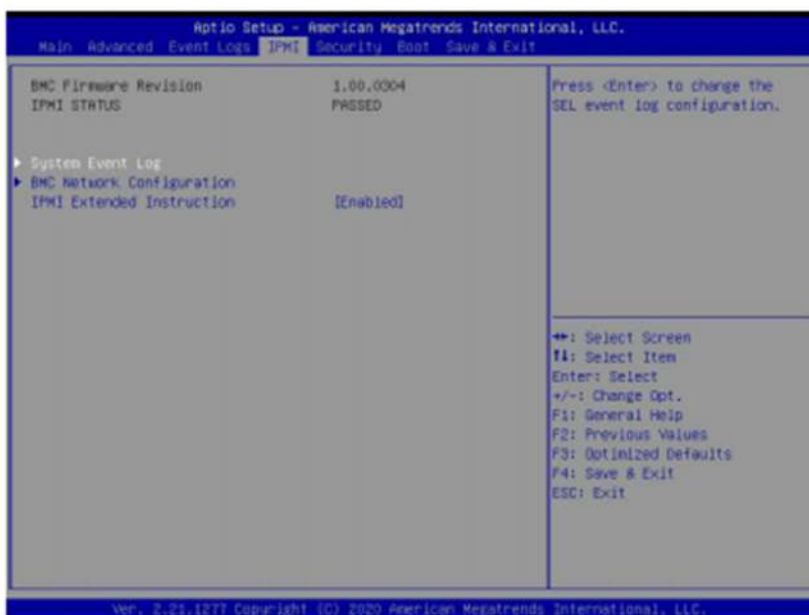 Aptio Setup – American Megatrends International, LLC.
Main Advanced Event Logs IPMI Security Boot Save & Exit
BMC Firmware Revision 1.00.0304
IPMI STATUS PASSED
System Event Log
BMC Network Configuration
IPMI Extended Instruction [Enabled]
Press <Enter> to change the
SEL event log configuration.
→←: Select Screen
↑↓: Select Item
Enter: Select
+/-: Change Opt.
F1: General Help
F2: Previous Values
F3: Optimized Defaults
F4: Save & Exit
ESC: Exit
Ver. 2.21.1277 Copyright (C) 2020 American Megatrends International, LLC.